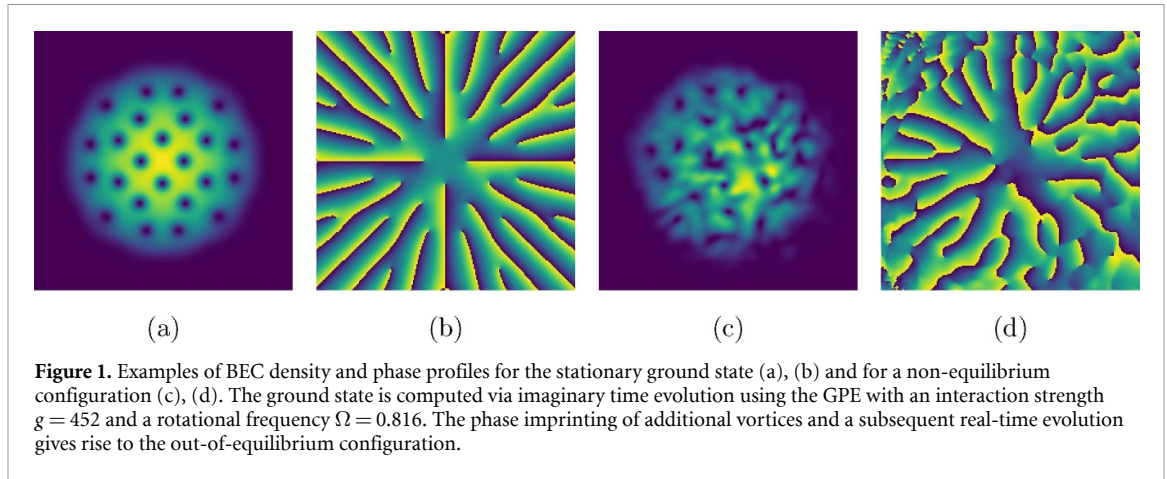 (a) (b) (c) (d)
Figure 1. Examples of BEC density and phase profiles for the stationary ground state (a), (b) and for a non-equilibrium
configuration (c), (d). The ground state is computed via imaginary time evolution using the GPE with an interaction strength
g = 452 and a rotational frequency Ω = 0.816. The phase imprinting of additional vortices and a subsequent real-time evolution
gives rise to the out-of-equilibrium configuration.